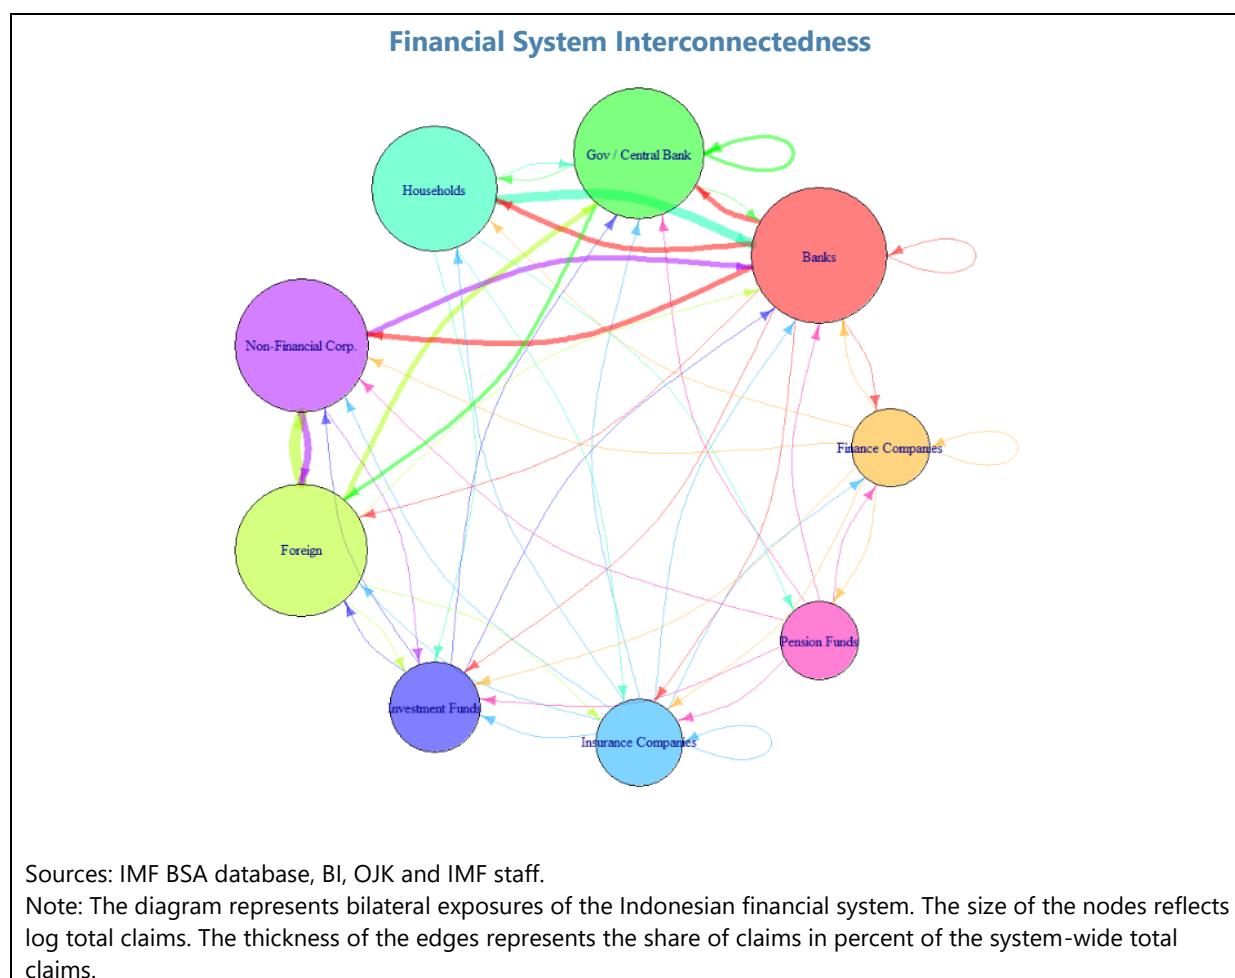 Financial System Interconnectedness
Gov / Central Bank
Households
Banks
Non-Financial Corp.
Finance Companies
Foreign
Pension Funds
Investment Funds
Insurance Companies
Sources: IMF BSA database, BI, OJK and IMF staff.
Note: The diagram represents bilateral exposures of the Indonesian financial system. The size of the nodes reflects
log total claims. The thickness of the edges represents the share of claims in percent of the system-wide total
claims.